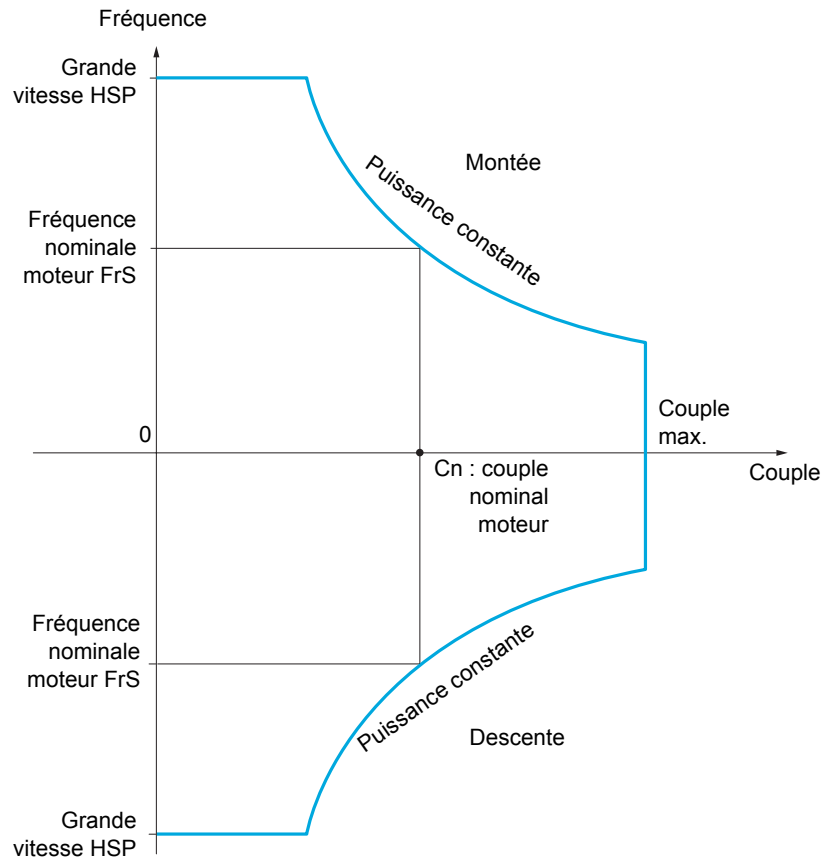 Fréquence
Grande
vitesse HSP
Montée
Puissance constante
Fréquence
nominale
moteur FrS
Couple
max.
0
Cn : couple
nominal
moteur
Couple
Fréquence
nominale
moteur FrS
Puissance constante
Descente
Grande
vitesse HSP